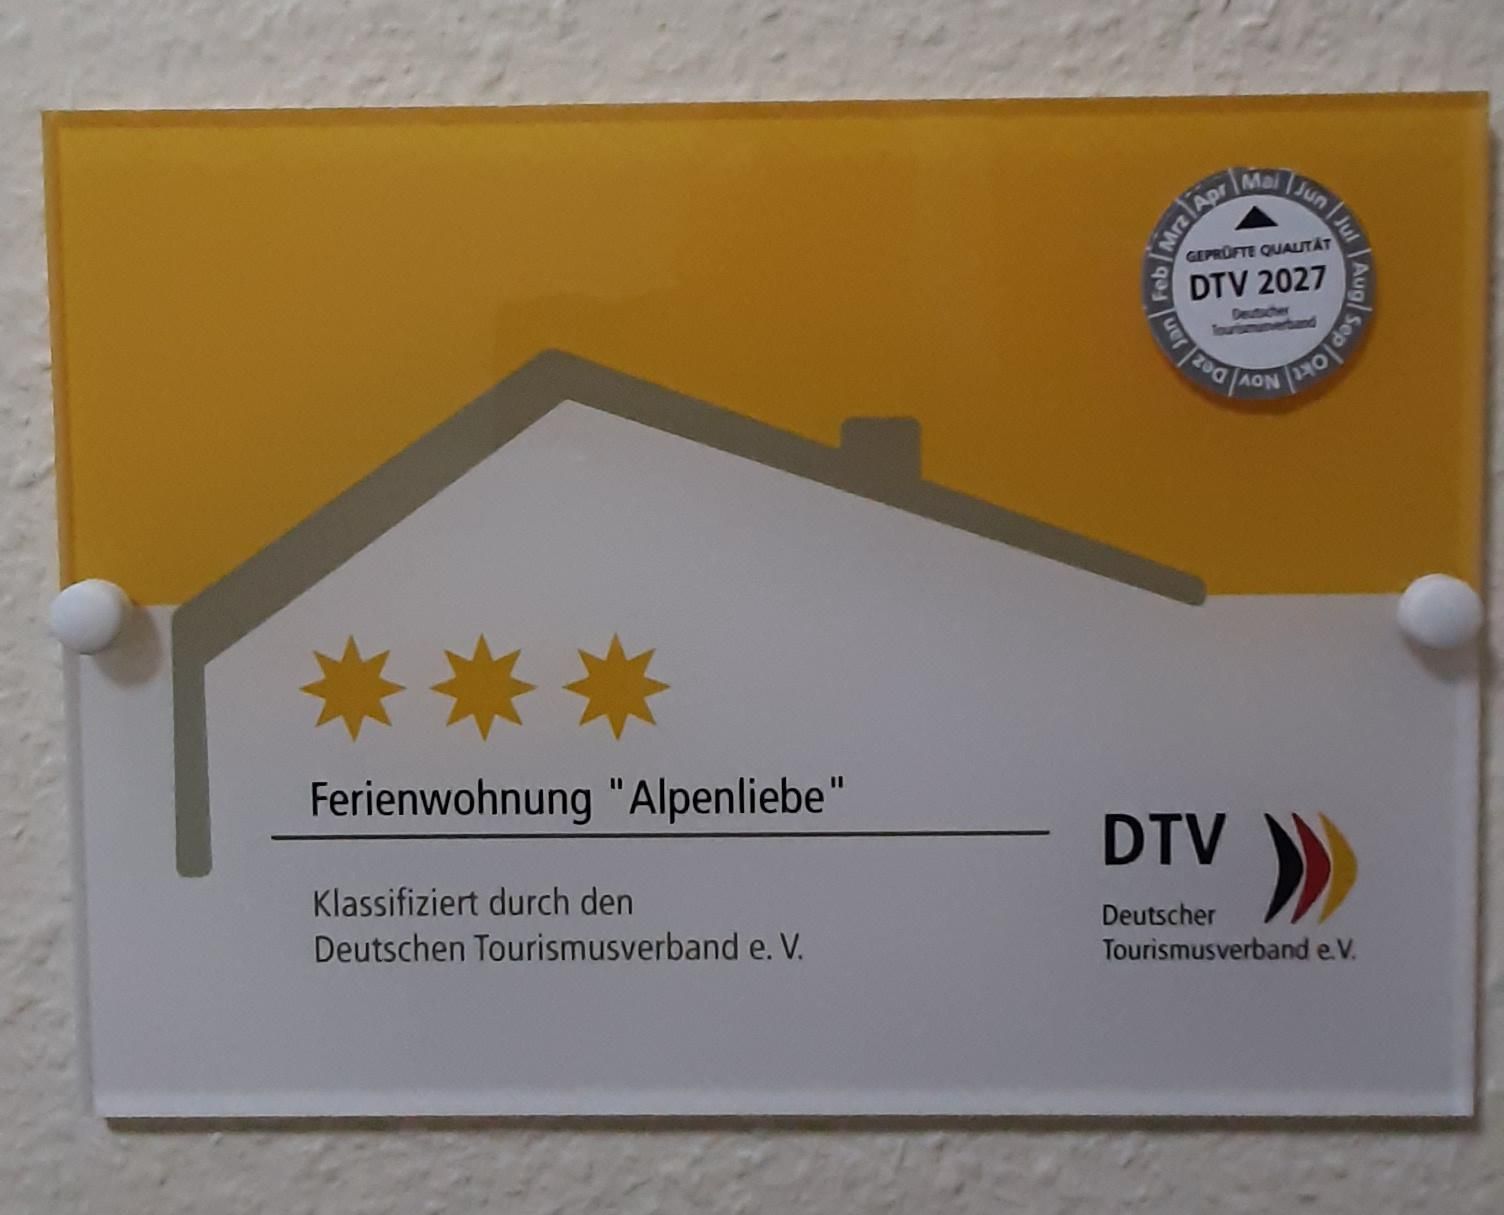 Jan Feb Mrz Apr Mai Jun Jul Aug Sep Okt Nov Dez
GEPRÜFTE QUALITÄT
DTV 2027
Deutscher
Tourismusverband
Ferienwohnung "Alpenliebe"
Klassifiziert durch den
Deutschen Tourismusverband e. V.
DTV
Deutscher
Tourismusverband e.V.